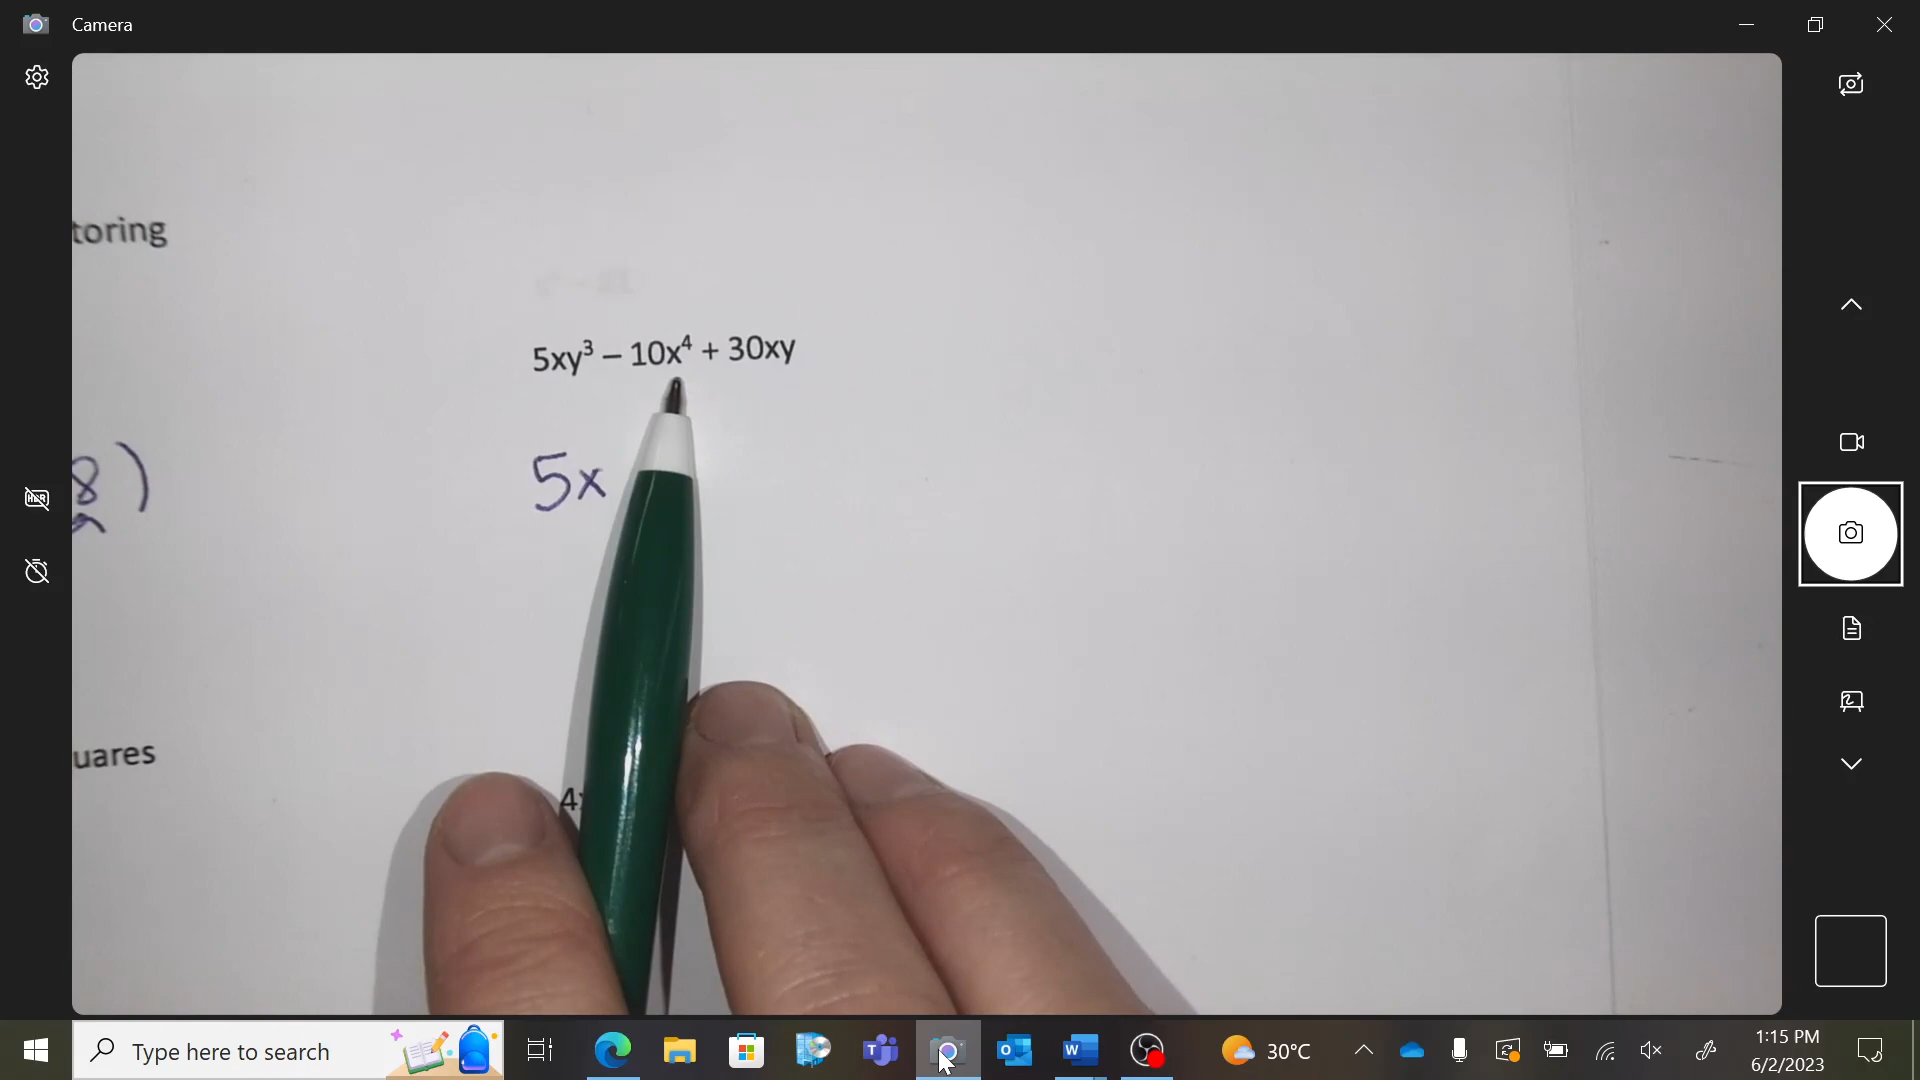 Camera
toring
5xy³ – 10x⁴ + 30xy
8)
5x
uares
4
Type here to search
30°C
1:15 PM
6/2/2023